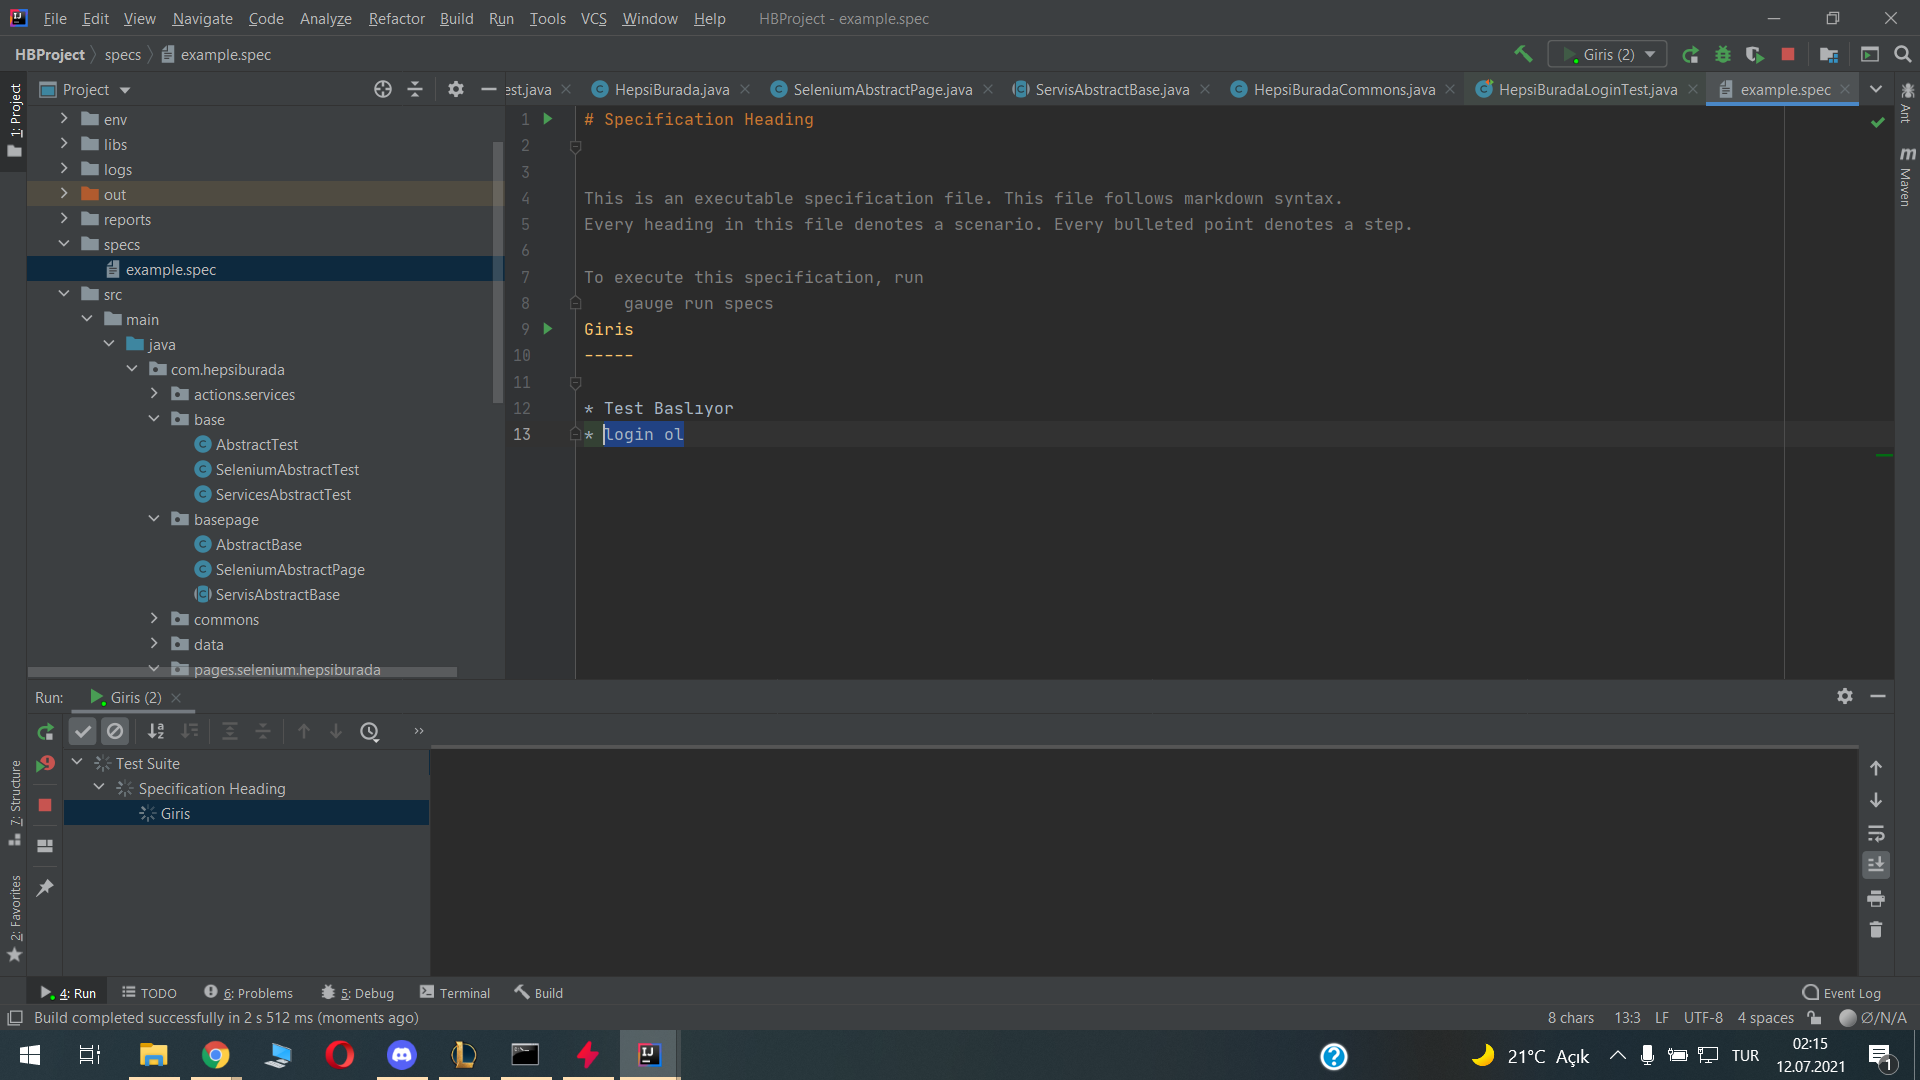 File Edit View Navigate Code Analyze Refactor Build Run Tools VCS Window Help HBProject - example.spec
HBProject specs example.spec Giris (2)
Project
est.java HepsiBurada.java SeleniumAbstractPage.java ServisAbstractBase.java HepsiBuradaCommons.java HepsiBuradaLoginTest.java example.spec
1: Project
env
libs
logs
out
reports
specs
example.spec
src
main
java
com.hepsiburada
actions.services
base
AbstractTest
SeleniumAbstractTest
ServicesAbstractTest
basepage
AbstractBase
SeleniumAbstractPage
ServisAbstractBase
commons
data
pages.selenium.hepsiburada
1 # Specification Heading
2
3
4 This is an executable specification file. This file follows markdown syntax.
5 Every heading in this file denotes a scenario. Every bulleted point denotes a step.
6
7 To execute this specification, run
8 gauge run specs
9 Giris
10 -----
11
12 * Test Baslıyor
13 * login ol
Ant
Maven
Run: Giris (2)
Test Suite
Specification Heading
Giris
7: Structure
2: Favorites
4: Run TODO 6: Problems 5: Debug Terminal Build Event Log
Build completed successfully in 2 s 512 ms (moments ago) 8 chars 13:3 LF UTF-8 4 spaces Ø/N/A
21°C Açık TUR 02:15
12.07.2021
1